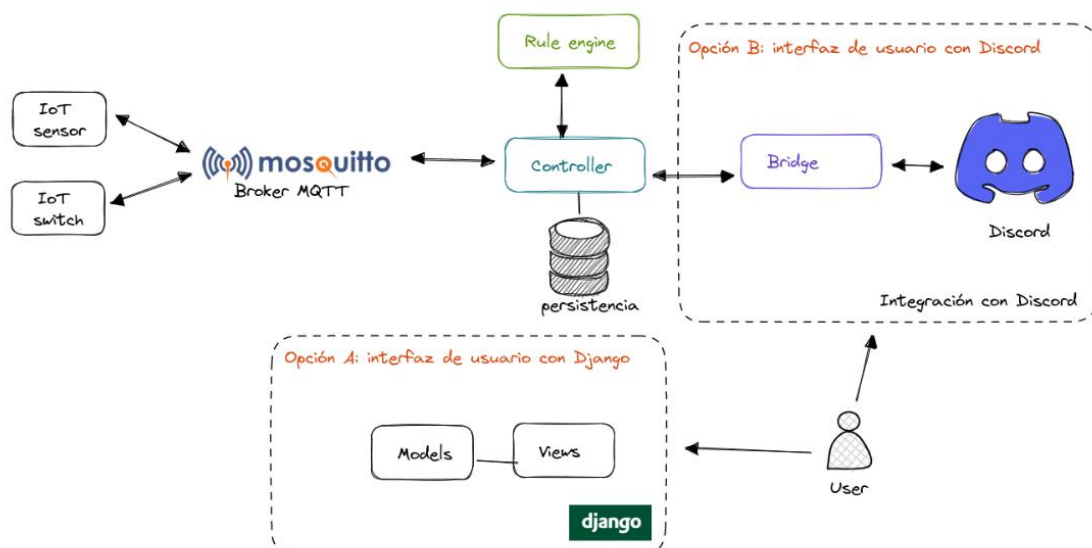 Rule engine
Opción B: interfaz de usuario con Discord
IoT
sensor
mosquitto
Broker MQTT
Controller
Bridge
IoT
switch
Discord
persistencia
Integración con Discord
Opción A: interfaz de usuario con Django
Models
Views
User
django